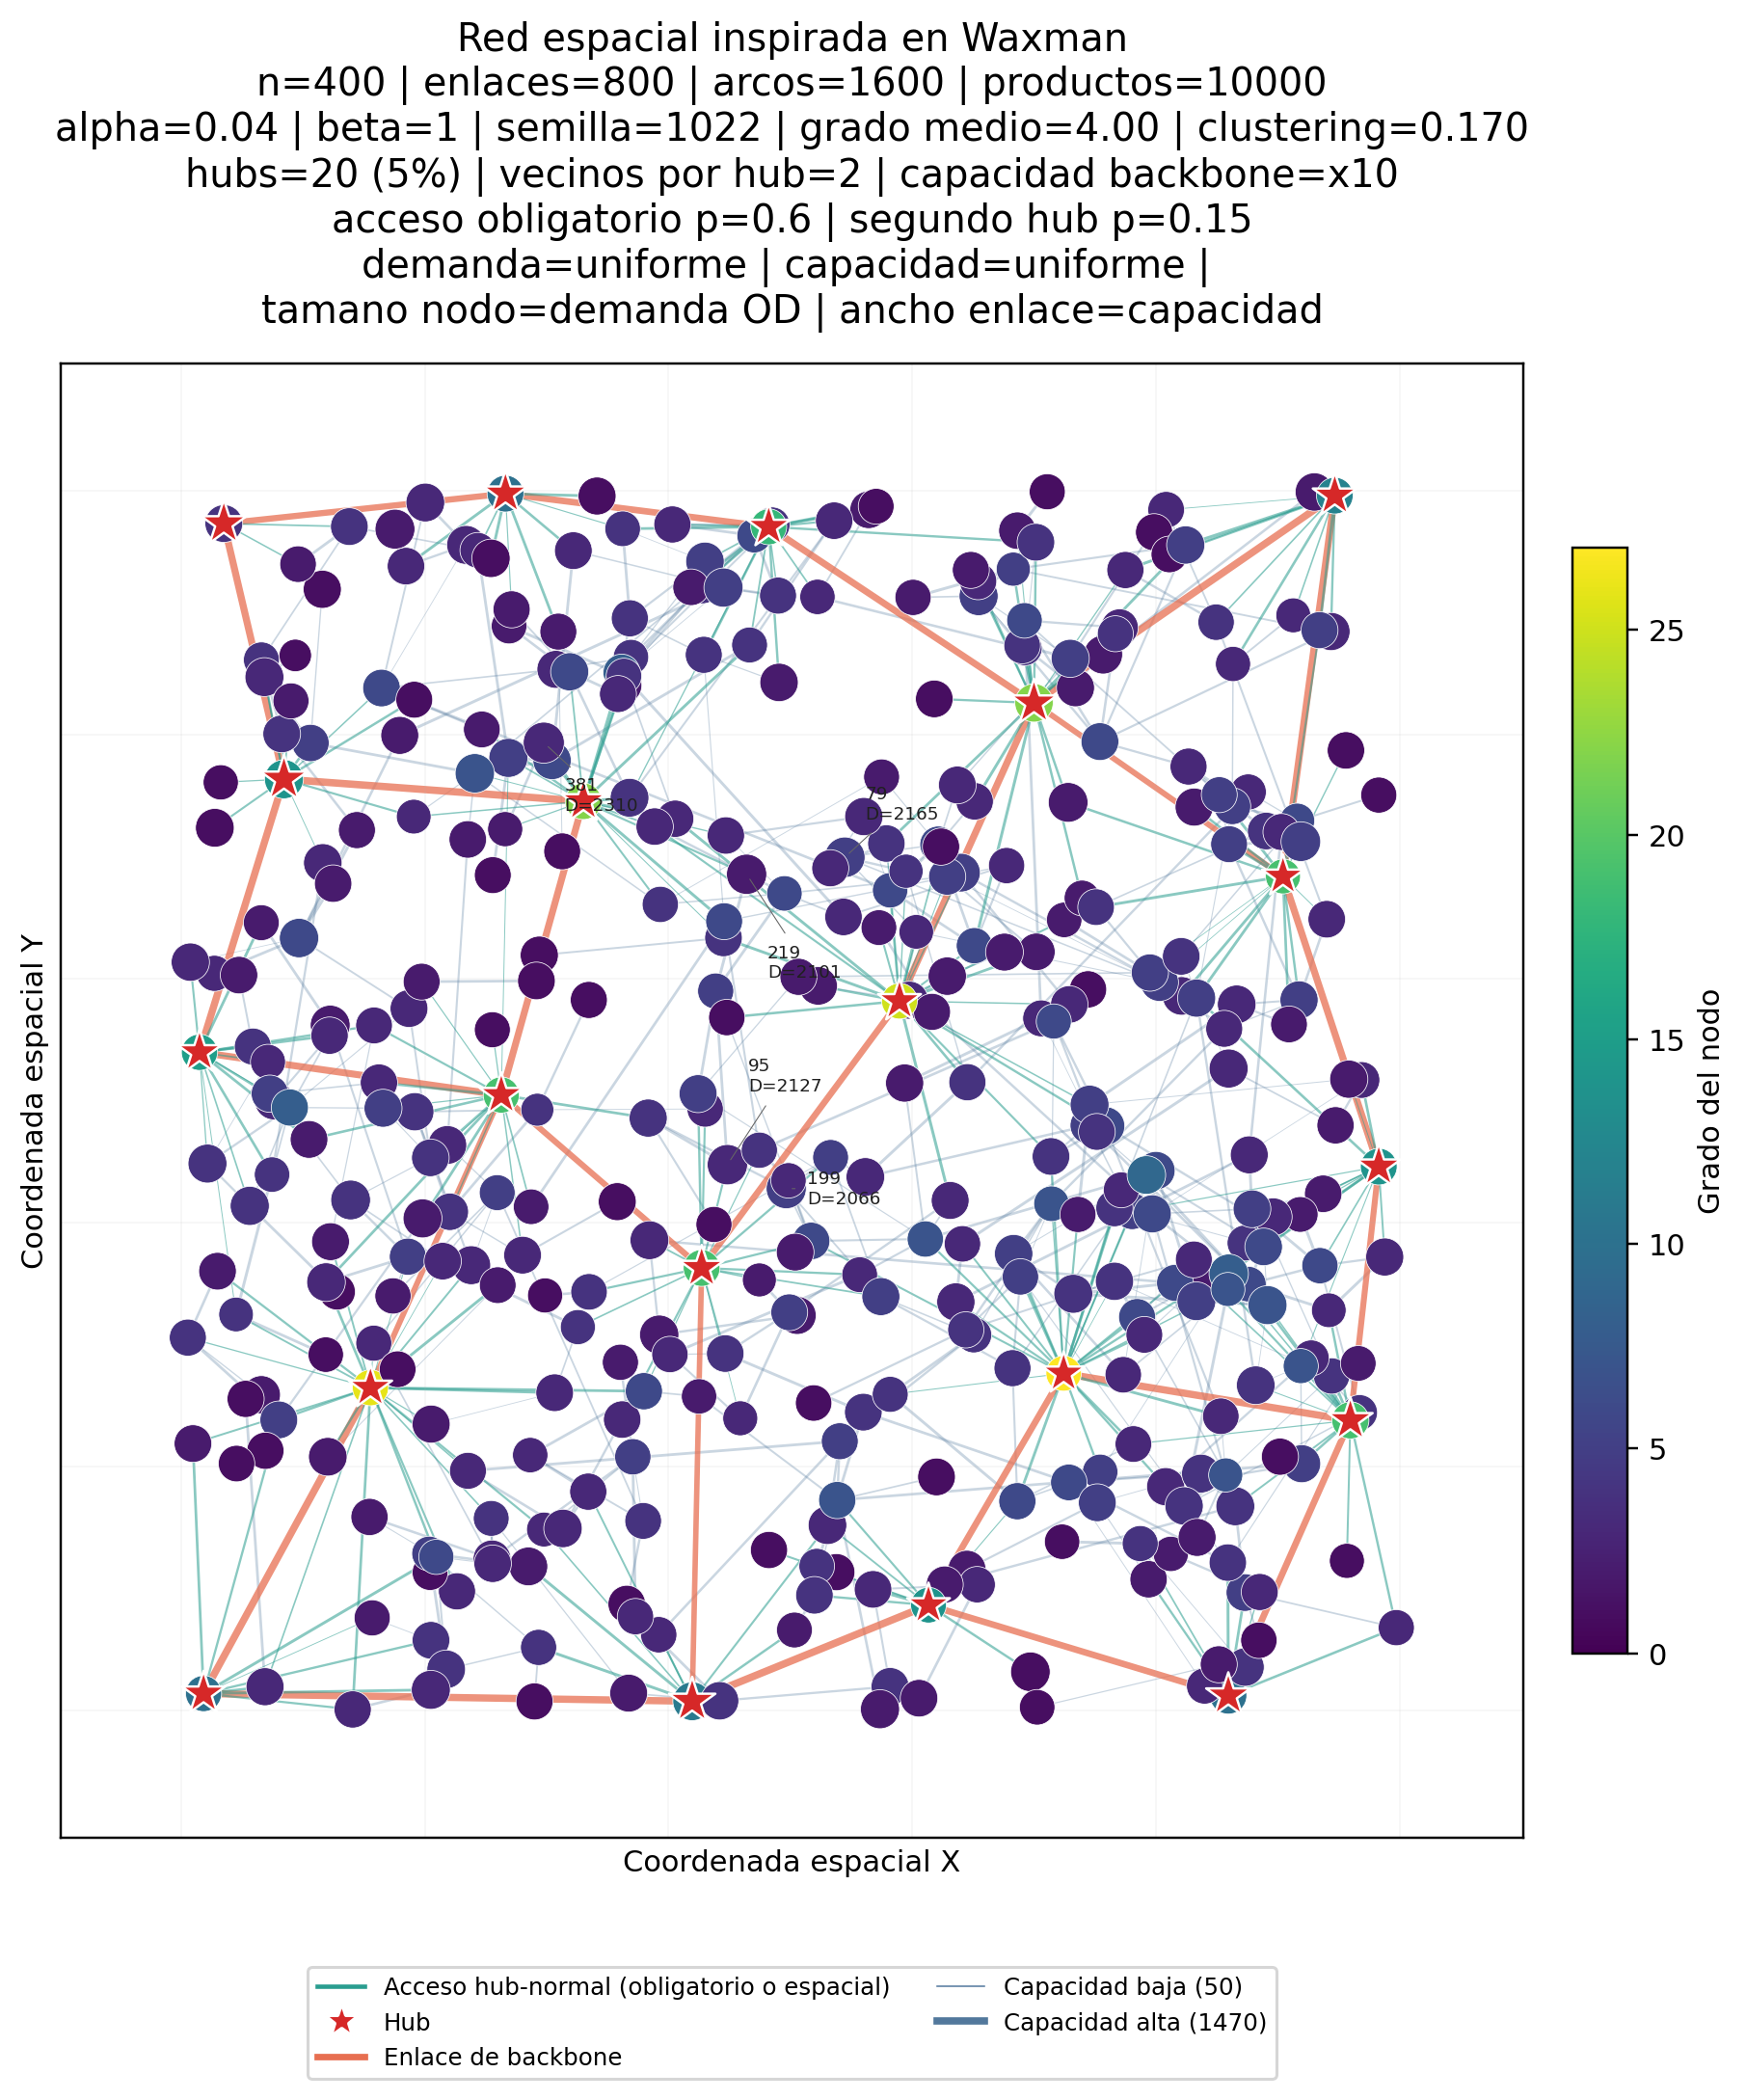 Red espacial inspirada en Waxman
n=400 | enlaces=800 | arcos=1600 | productos=10000
alpha=0.04 | beta=1 | semilla=1022 | grado medio=4.00 | clustering=0.170
hubs=20 (5%) | vecinos por hub=2 | capacidad backbone=x10
acceso obligatorio p=0.6 | segundo hub p=0.15
demanda=uniforme | capacidad=uniforme |
tamano nodo=demanda OD | ancho enlace=capacidad
Coordenada espacial Y
381
D=2310
79
D=2165
219
D=2101
95
D=2127
199
D=2066
25
20
15
10
5
0
Grado del nodo
Coordenada espacial X
Acceso hub-normal (obligatorio o espacial)
Hub
Enlace de backbone
Capacidad baja (50)
Capacidad alta (1470)